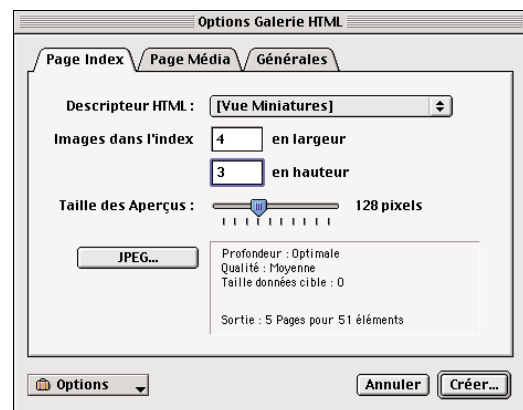 Options Galerie HTML
Page Index Page Média Générales
Descripteur HTML : [Vue Miniatures]
Images dans l'index 4 en largeur
3 en hauteur
Taille des Aperçus : 128 pixels
JPEG...
Profondeur : Optimale
Qualité : Moyenne
Taille données cible : 0
Sortie : 5 Pages pour 51 éléments
Options Annuler Créer...